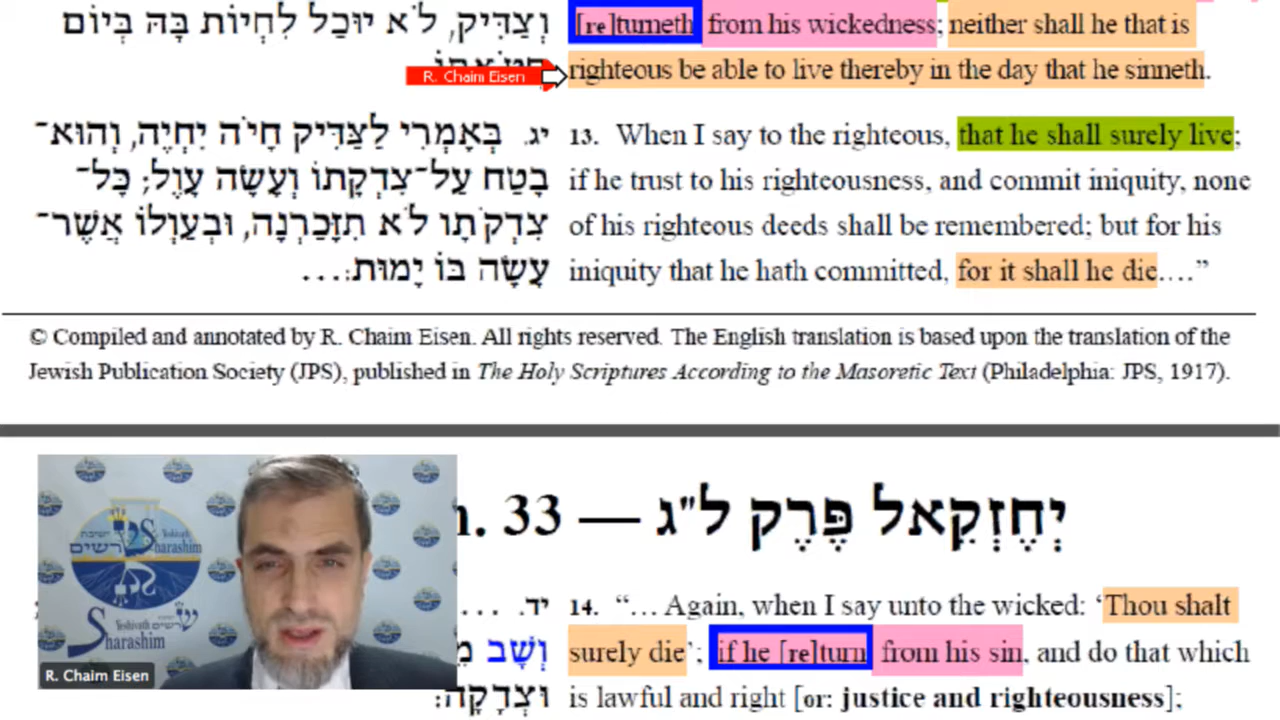 וְצַדִּיק, לֹא יוּכַל לִחְיוֹת בָּהּ בְּיוֹם
[re]turneth from his wickedness; neither shall he that is
R. Chaim Eisen
righteous be able to live thereby in the day that he sinneth.
יג. בְּאָמְרִי לַצַּדִּיק חָיֹה יִחְיֶה, וְהוּא־
בָטַח עַל־צִדְקָתוֹ וְעָשָׂה עָוֶל; כָּל־
צִדְקֹתָו לֹא תִזָּכַרְנָה, וּבְעַוְלוֹ אֲשֶׁר־
עָשָׂה בּוֹ יָמוּת:...
13. When I say to the righteous, that he shall surely live;
if he trust to his righteousness, and commit iniquity, none
of his righteous deeds shall be remembered; but for his
iniquity that he hath committed, for it shall he die....”
© Compiled and annotated by R. Chaim Eisen. All rights reserved. The English translation is based upon the translation of the
Jewish Publication Society (JPS), published in The Holy Scriptures According to the Masoretic Text (Philadelphia: JPS, 1917).
33 — יְחֶזְקֵאל פֶּרֶק ל"ג
יד. ...
וְשָׁב
וּצְדָקָה:
14. “... Again, when I say unto the wicked: ‘Thou shalt
surely die’; if he [re]turn from his sin, and do that which
is lawful and right [or: justice and righteousness];
Yeshivath
Sharashim
ישיבת
שרשים
R. Chaim Eisen